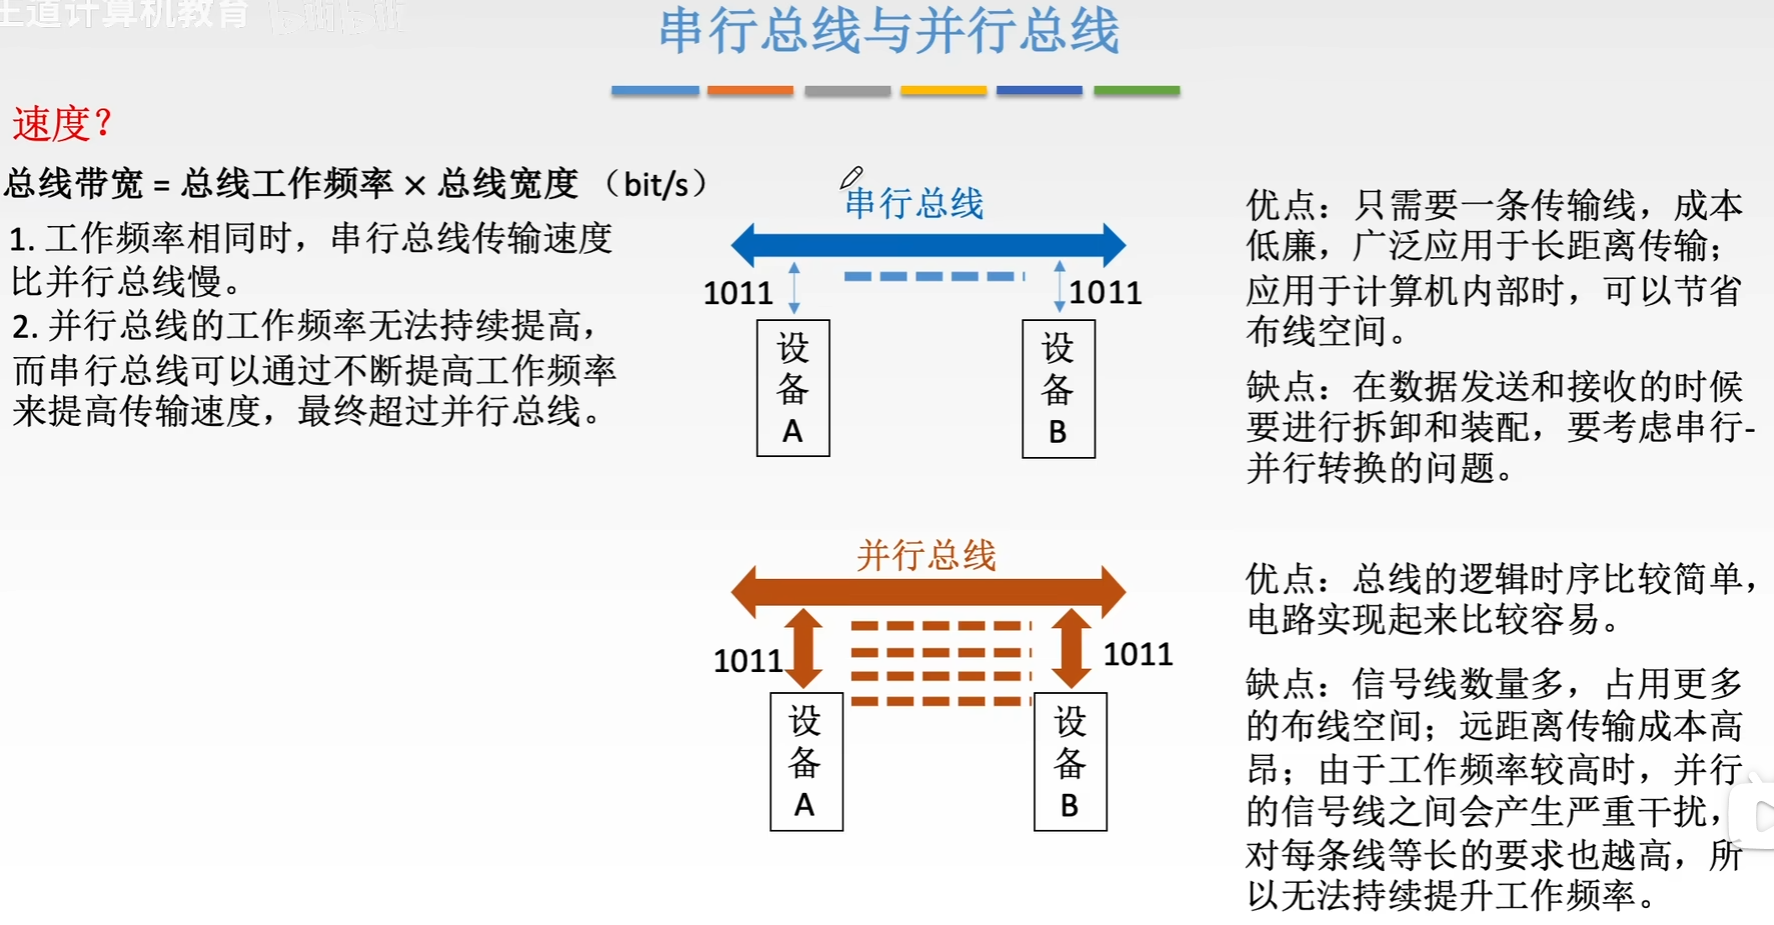 王道计算机教育 bilibili
串行总线与并行总线
速度?
总线带宽 = 总线工作频率 × 总线宽度 （bit/s）
1. 工作频率相同时，串行总线传输速度
比并行总线慢。
2. 并行总线的工作频率无法持续提高，
而串行总线可以通过不断提高工作频率
来提高传输速度，最终超过并行总线。
串行总线
1011
1011
设
备
A
设
备
B
优点：只需要一条传输线，成本
低廉，广泛应用于长距离传输；
应用于计算机内部时，可以节省
布线空间。
缺点：在数据发送和接收的时候
要进行拆卸和装配，要考虑串行-
并行转换的问题。
并行总线
1011
1011
设
备
A
设
备
B
优点：总线的逻辑时序比较简单，
电路实现起来比较容易。
缺点：信号线数量多，占用更多
的布线空间；远距离传输成本高
昂；由于工作频率较高时，并行
的信号线之间会产生严重干扰，
对每条线等长的要求也越高，所
以无法持续提升工作频率。